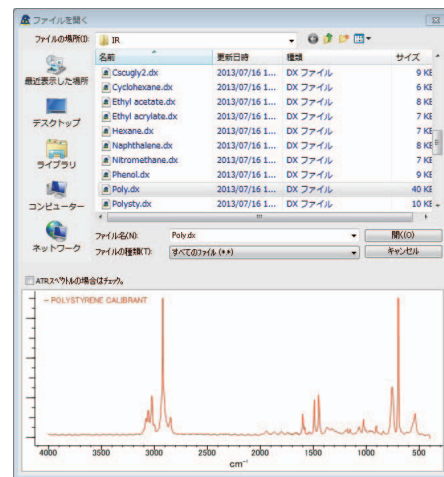 ファイルを開く
ファイルの場所(I): IR
名前 更新日時 種類 サイズ
Cscugly2.dx 2013/07/16 1... DX ファイル 9 KE
Cyclohexane.dx 2013/07/16 1... DX ファイル 6 KE
Ethyl acetate.dx 2013/07/16 1... DX ファイル 8 KE
Ethyl acrylate.dx 2013/07/16 1... DX ファイル 7 KE
Hexane.dx 2013/07/16 1... DX ファイル 7 KE
Naphthalene.dx 2013/07/16 1... DX ファイル 8 KE
Nitromethane.dx 2013/07/16 1... DX ファイル 7 KE
Phenol.dx 2013/07/16 1... DX ファイル 9 KE
Poly.dx 2013/07/16 1... DX ファイル 40 KE
Polysty.dx 2013/07/16 1... DX ファイル 10 KE
最近表示した場所
デスクトップ
ライブラリ
コンピューター
ネットワーク
ファイル名(N): Poly.dx 開く(O)
ファイルの種類(T): すべてのファイル (*.*) キャンセル
ATRスペクトルの場合はチェック。
POLYSTYRENE CALIBRANT
4000 3500 3000 2500 2000 1500 1000 500
cm⁻¹